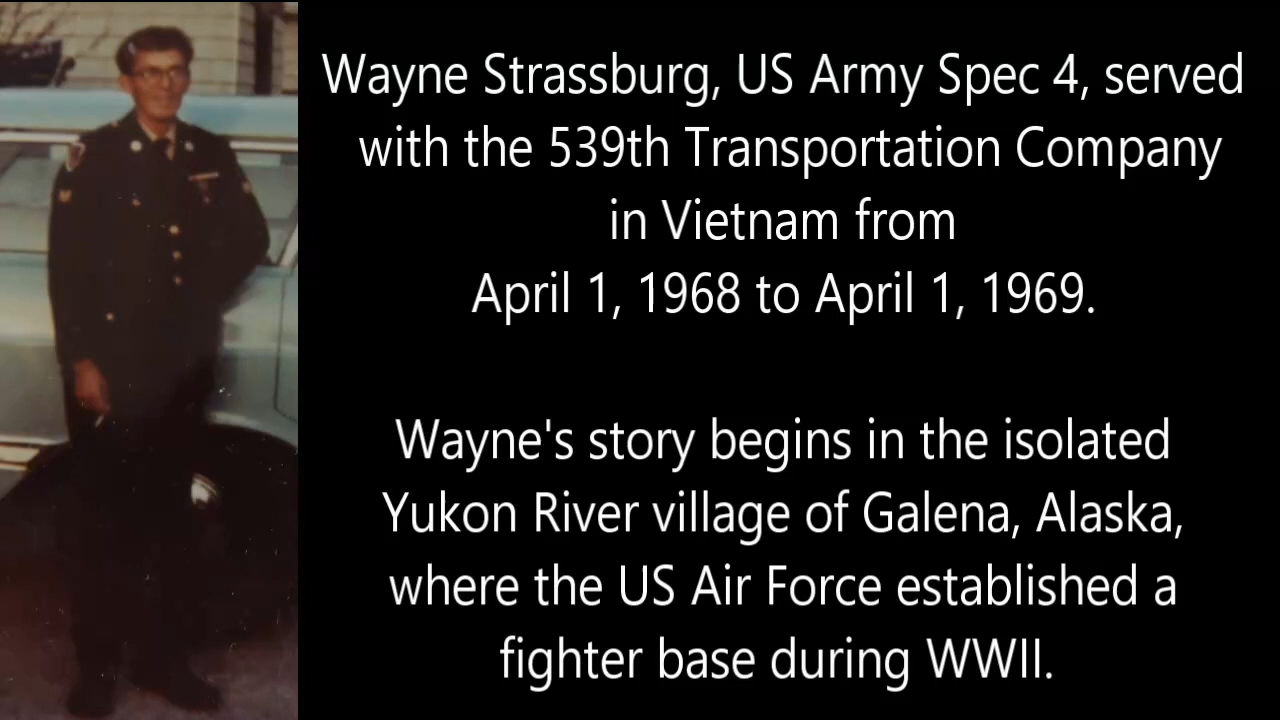 Wayne Strassburg, US Army Spec 4, served
with the 539th Transportation Company
in Vietnam from
April 1, 1968 to April 1, 1969.
Wayne's story begins in the isolated
Yukon River village of Galena, Alaska,
where the US Air Force established a
fighter base during WWII.